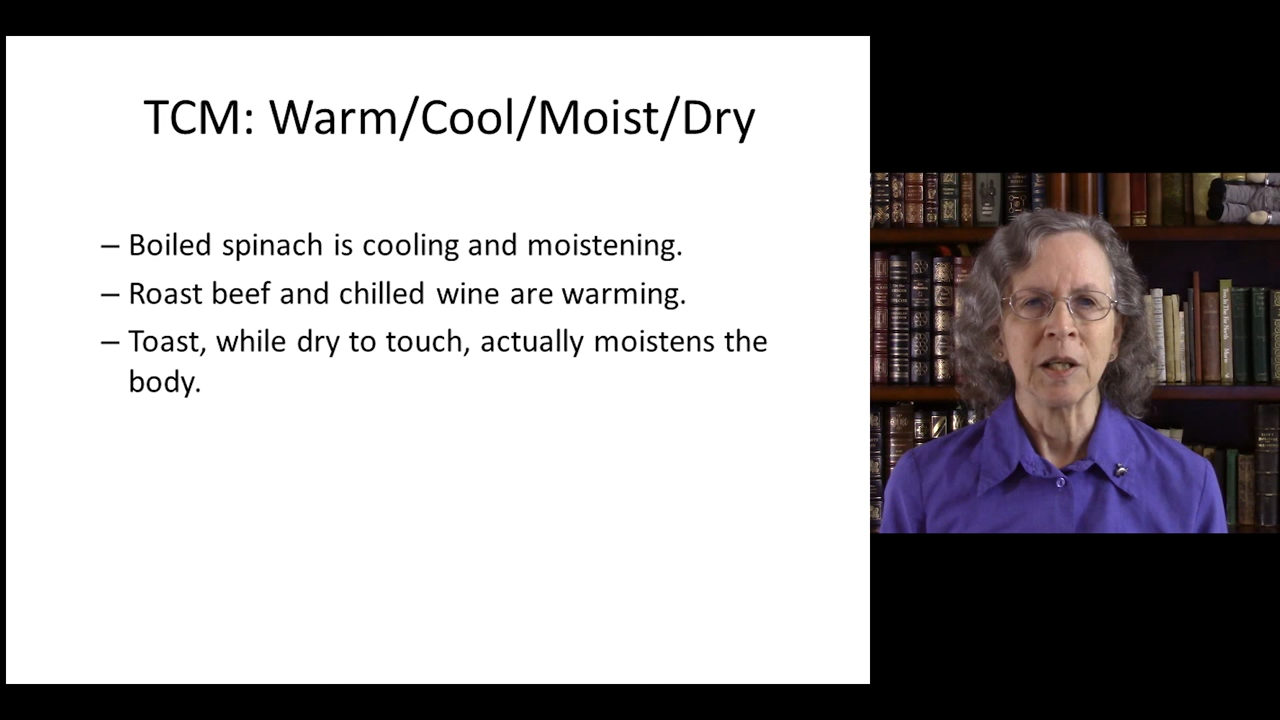 TCM: Warm/Cool/Moist/Dry
– Boiled spinach is cooling and moistening.
– Roast beef and chilled wine are warming.
– Toast, while dry to touch, actually moistens the
body.